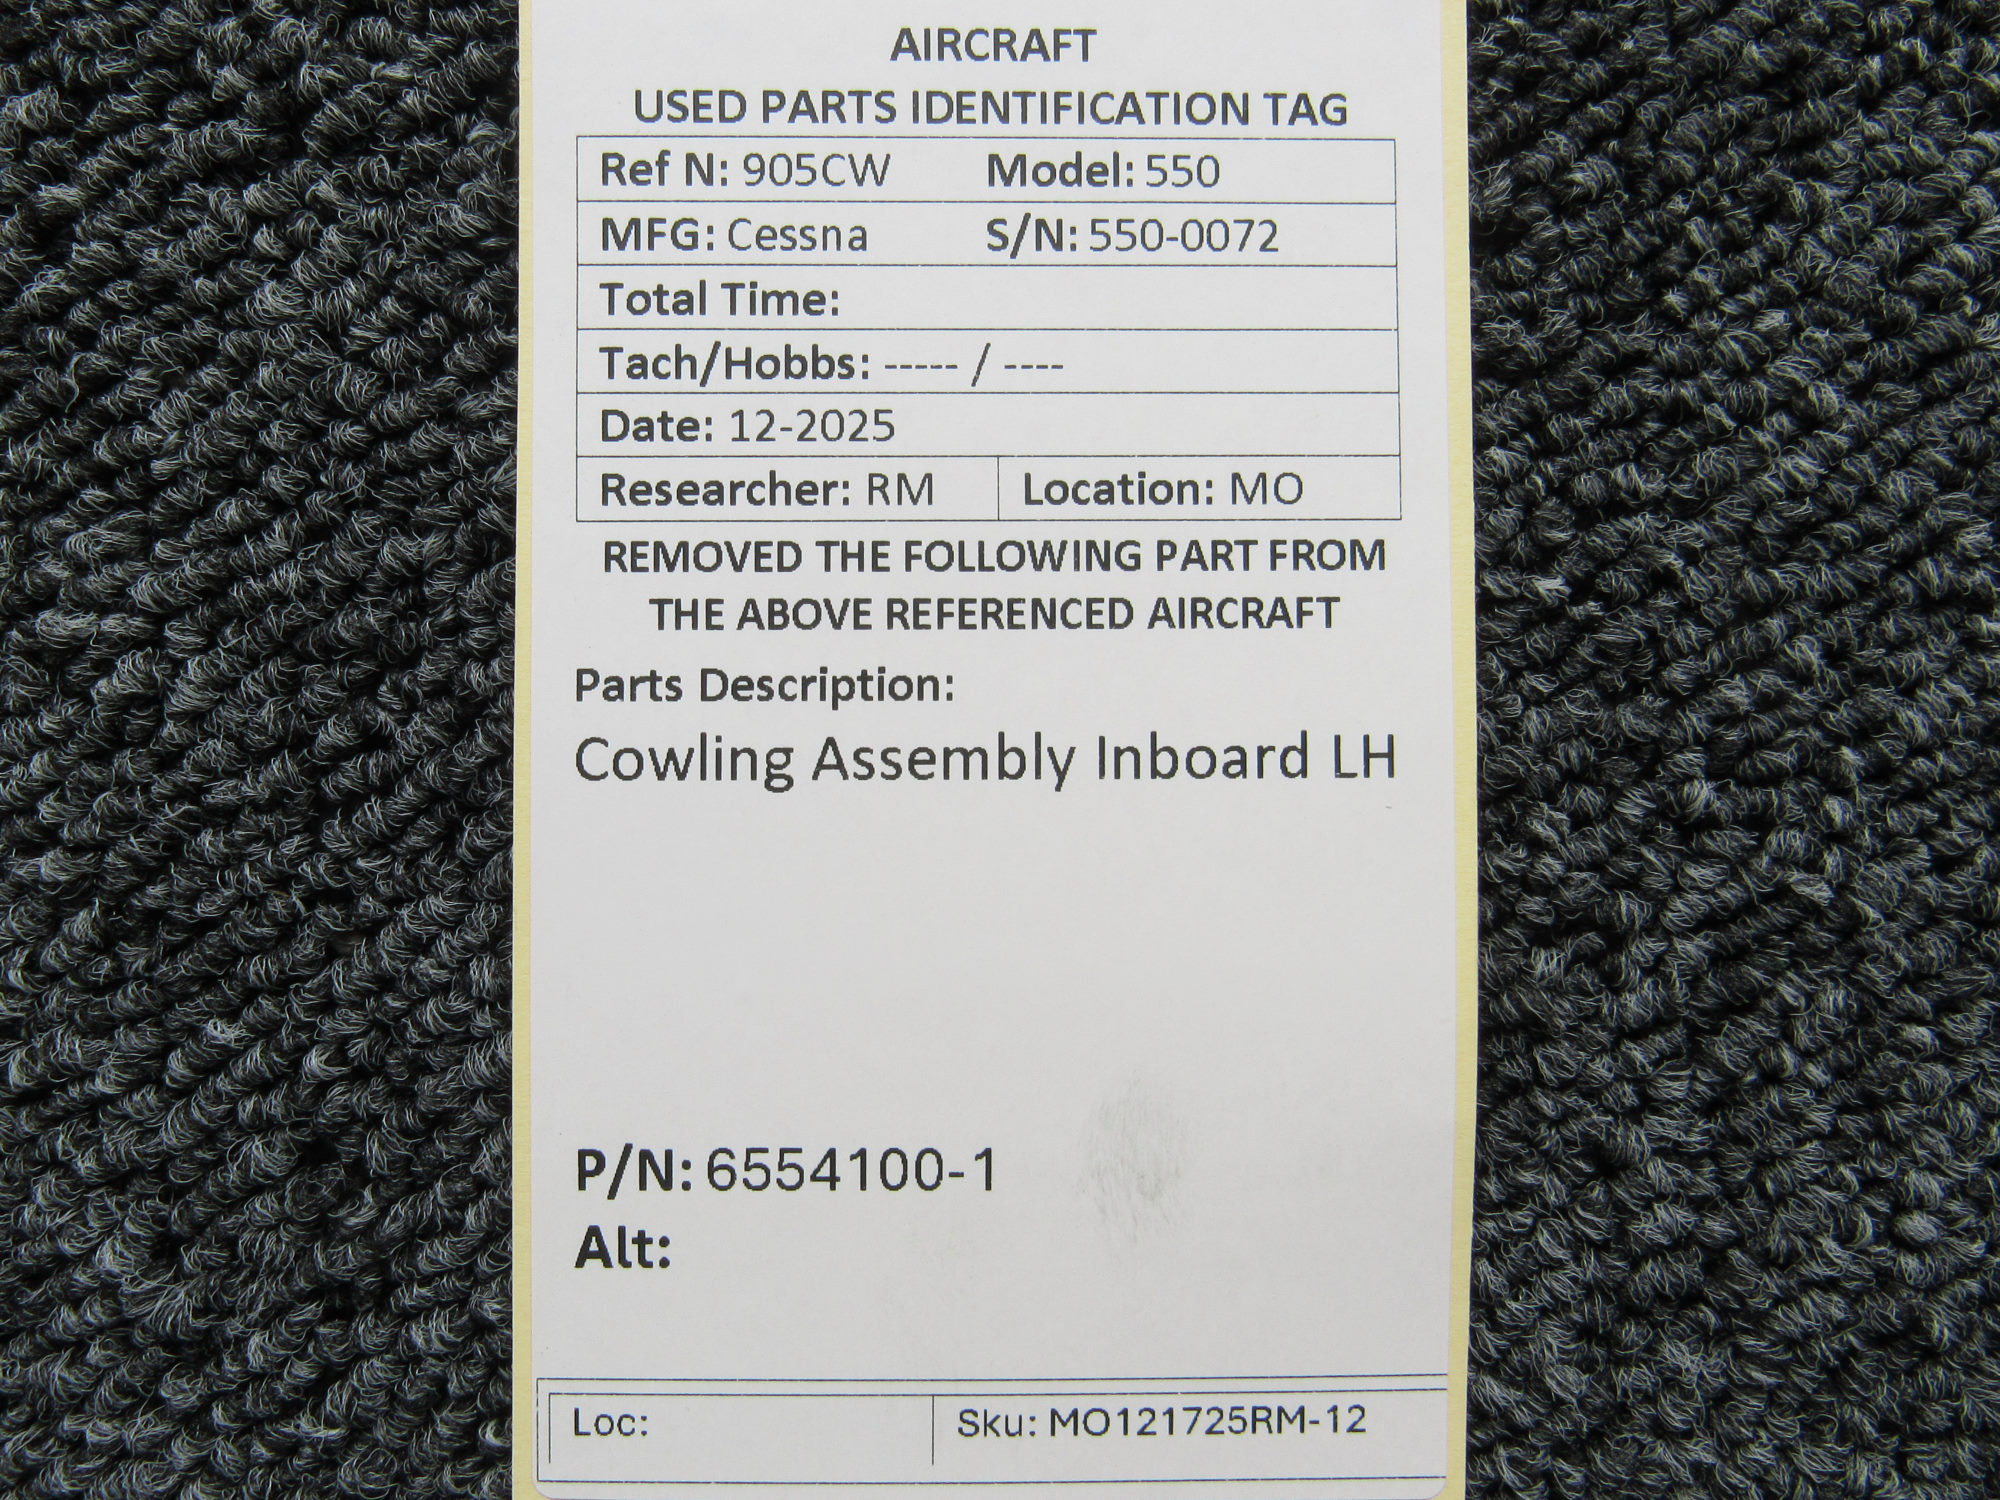 AIRCRAFT
USED PARTS IDENTIFICATION TAG
Ref N: 905CW Model: 550
MFG: Cessna S/N: 550-0072
Total Time:
Tach/Hobbs: ----- / ----
Date: 12-2025
Researcher: RM Location: MO
REMOVED THE FOLLOWING PART FROM
THE ABOVE REFERENCED AIRCRAFT
Parts Description:
Cowling Assembly Inboard LH
P/N: 6554100-1
Alt:
Loc: Sku: MO121725RM-12